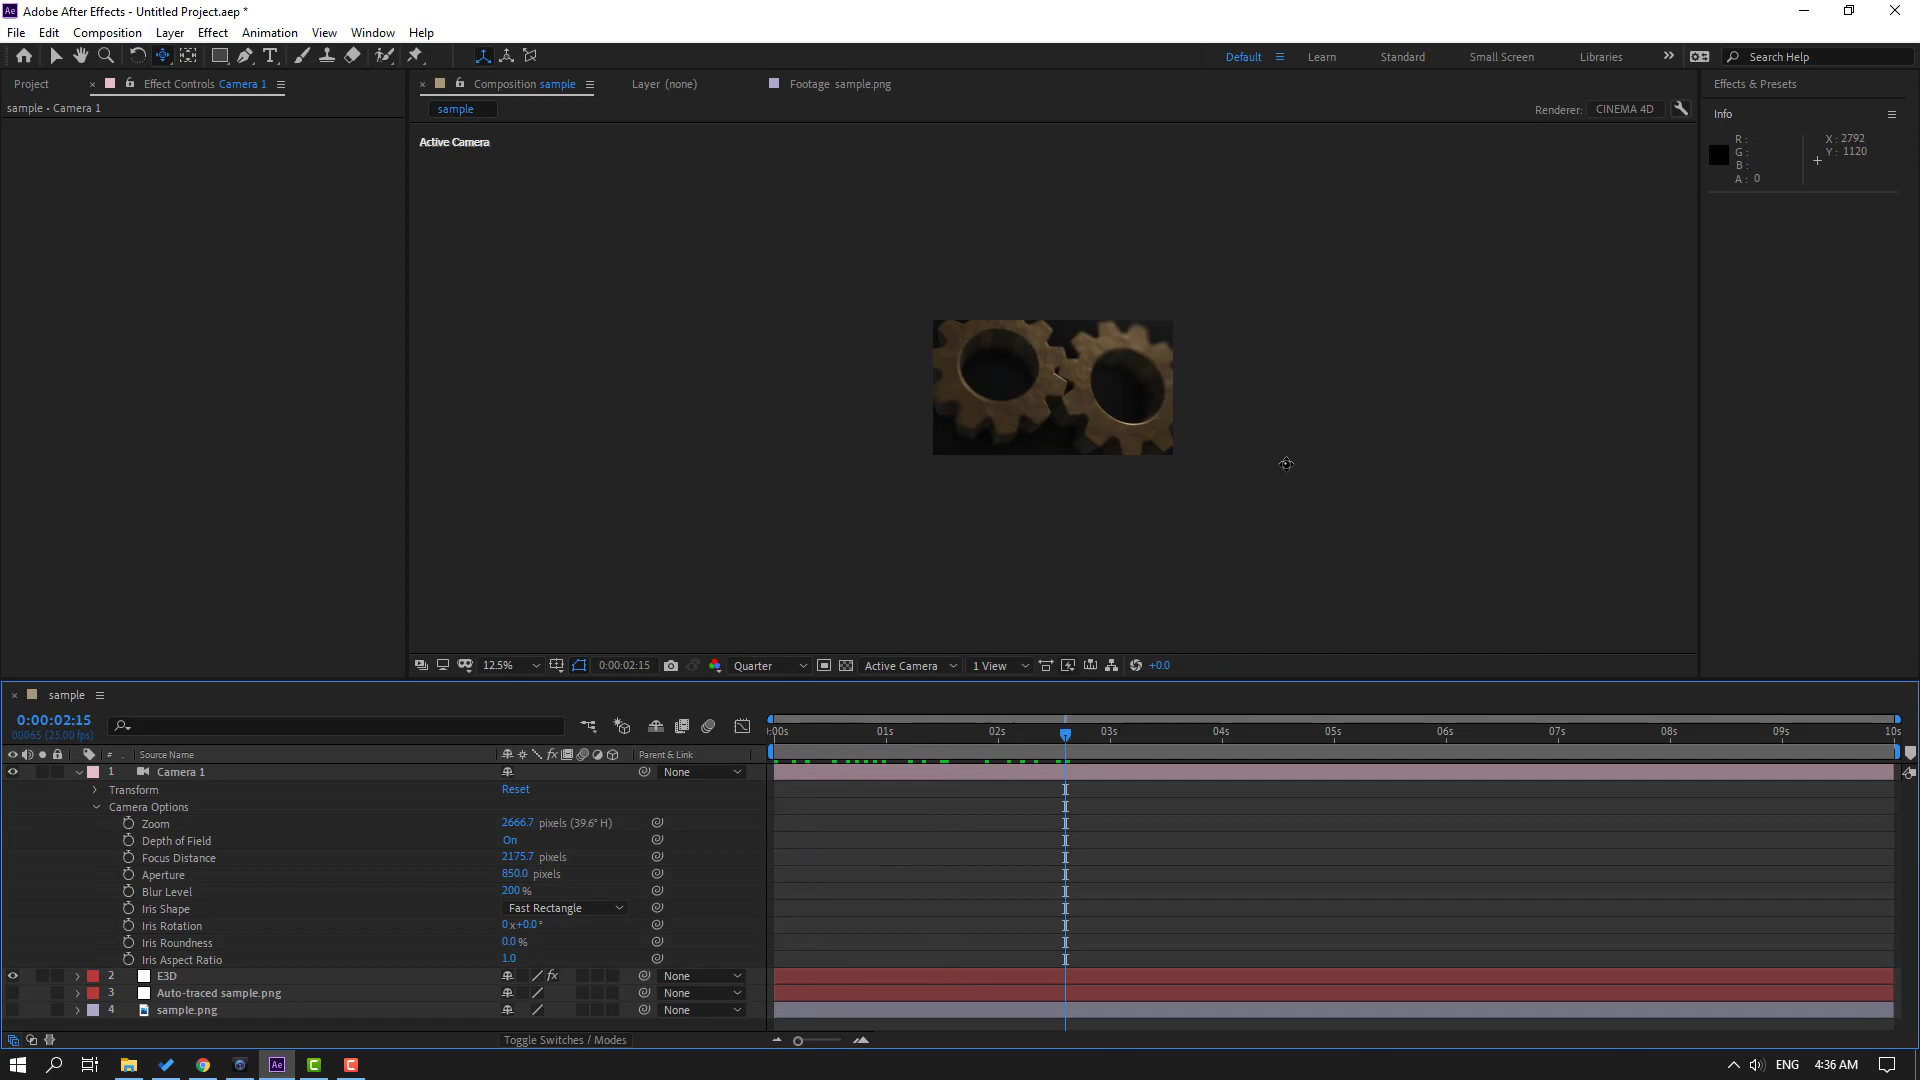 Adobe After Effects - Untitled Project.aep *
File Edit Composition Layer Effect Animation View Window Help
Default Learn Standard Small Screen Libraries Search Help
Project Effect Controls Camera 1 Composition sample Layer (none) Footage sample.png Effects & Presets
sample • Camera 1
sample Renderer: CINEMA 4D Info
Active Camera
R: X: 2792
G: Y: 1120
B:
A: 0
12.5% 0:00:02:15 Quarter Active Camera 1 View +0.0
sample
0:00:02:15
00065 (25.00 fps)
:00s 01s 02s 03s 04s 05s 06s 07s 08s 09s 10s
# Source Name Parent & Link
1 Camera 1 None
Transform Reset
Camera Options
Zoom 2666.7 pixels (39.6° H)
Depth of Field On
Focus Distance 2175.7 pixels
Aperture 850.0 pixels
Blur Level 200 %
Iris Shape Fast Rectangle
Iris Rotation 0x+0.0°
Iris Roundness 0.0 %
Iris Aspect Ratio 1.0
2 E3D None
3 Auto-traced sample.png None
4 sample.png None
Toggle Switches / Modes
ENG 4:36 AM